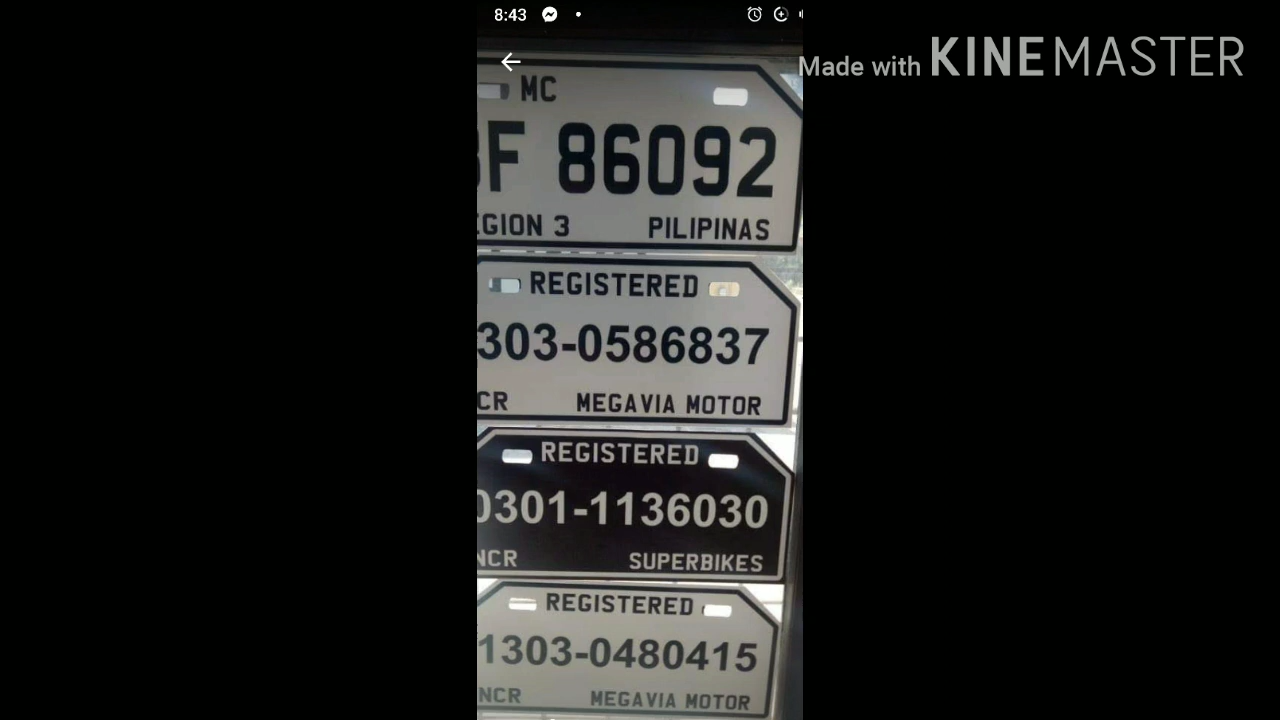 8:43
Made with KINEMASTER
MC
F 86092
EGION 3 PILIPINAS
REGISTERED
303-0586837
CR MEGAVIA MOTOR
REGISTERED
0301-1136030
NCR SUPERBIKES
REGISTERED
1303-0480415
NCR MEGAVIA MOTOR